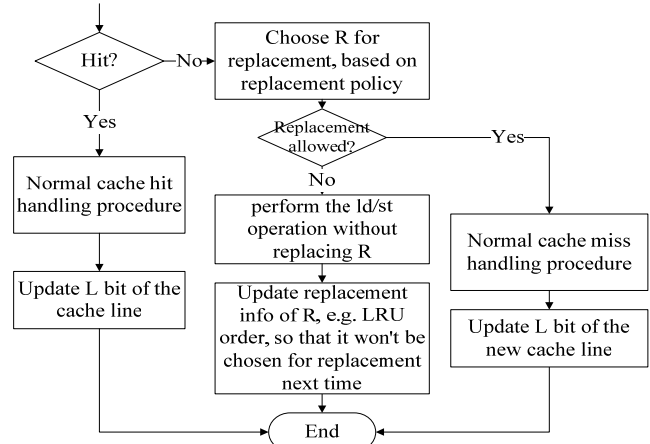 Hit?
No
Choose R for
replacement, based on
replacement policy
Yes
Replacement
allowed?
Yes
No
Normal cache hit
handling procedure
perform the ld/st
operation without
replacing R
Normal cache miss
handling procedure
Update L bit of the
cache line
Update replacement
info of R, e.g. LRU
order, so that it won't be
chosen for replacement
next time
Update L bit of the
new cache line
End